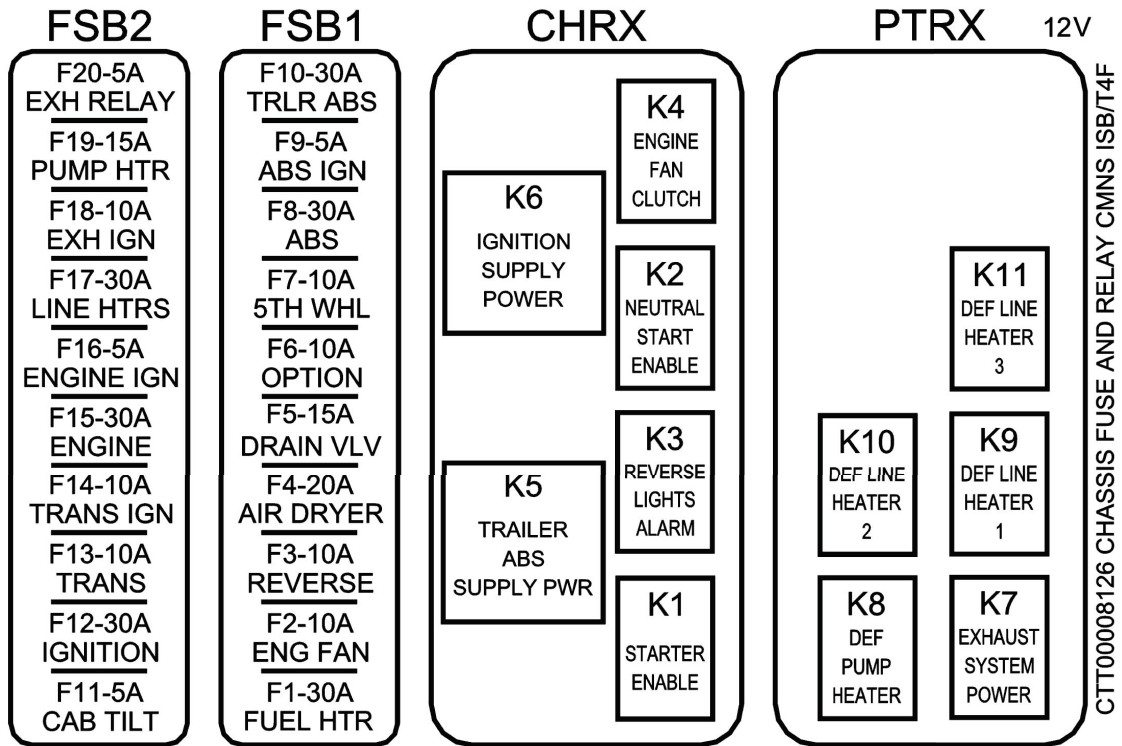 FSB2
F20-5A
EXH RELAY
F19-15A
PUMP HTR
F18-10A
EXH IGN
F17-30A
LINE HTRS
F16-5A
ENGINE IGN
F15-30A
ENGINE
F14-10A
TRANS IGN
F13-10A
TRANS
F12-30A
IGNITION
F11-5A
CAB TILT
FSB1
F10-30A
TRLR ABS
F9-5A
ABS IGN
F8-30A
ABS
F7-10A
5TH WHL
F6-10A
OPTION
F5-15A
DRAIN VLV
F4-20A
AIR DRYER
F3-10A
REVERSE
F2-10A
ENG FAN
F1-30A
FUEL HTR
CHRX
K6
IGNITION
SUPPLY
POWER
K5
TRAILER
ABS
SUPPLY PWR
K4
ENGINE
FAN
CLUTCH
K2
NEUTRAL
START
ENABLE
K3
REVERSE
LIGHTS
ALARM
K1
STARTER
ENABLE
PTRX
12V
K11
DEF LINE
HEATER
3
K10
DEF LINE
HEATER
2
K9
DEF LINE
HEATER
1
K8
DEF
PUMP
HEATER
K7
EXHAUST
SYSTEM
POWER
CTT00008126 CHASSIS FUSE AND RELAY CMNS ISB/T4F